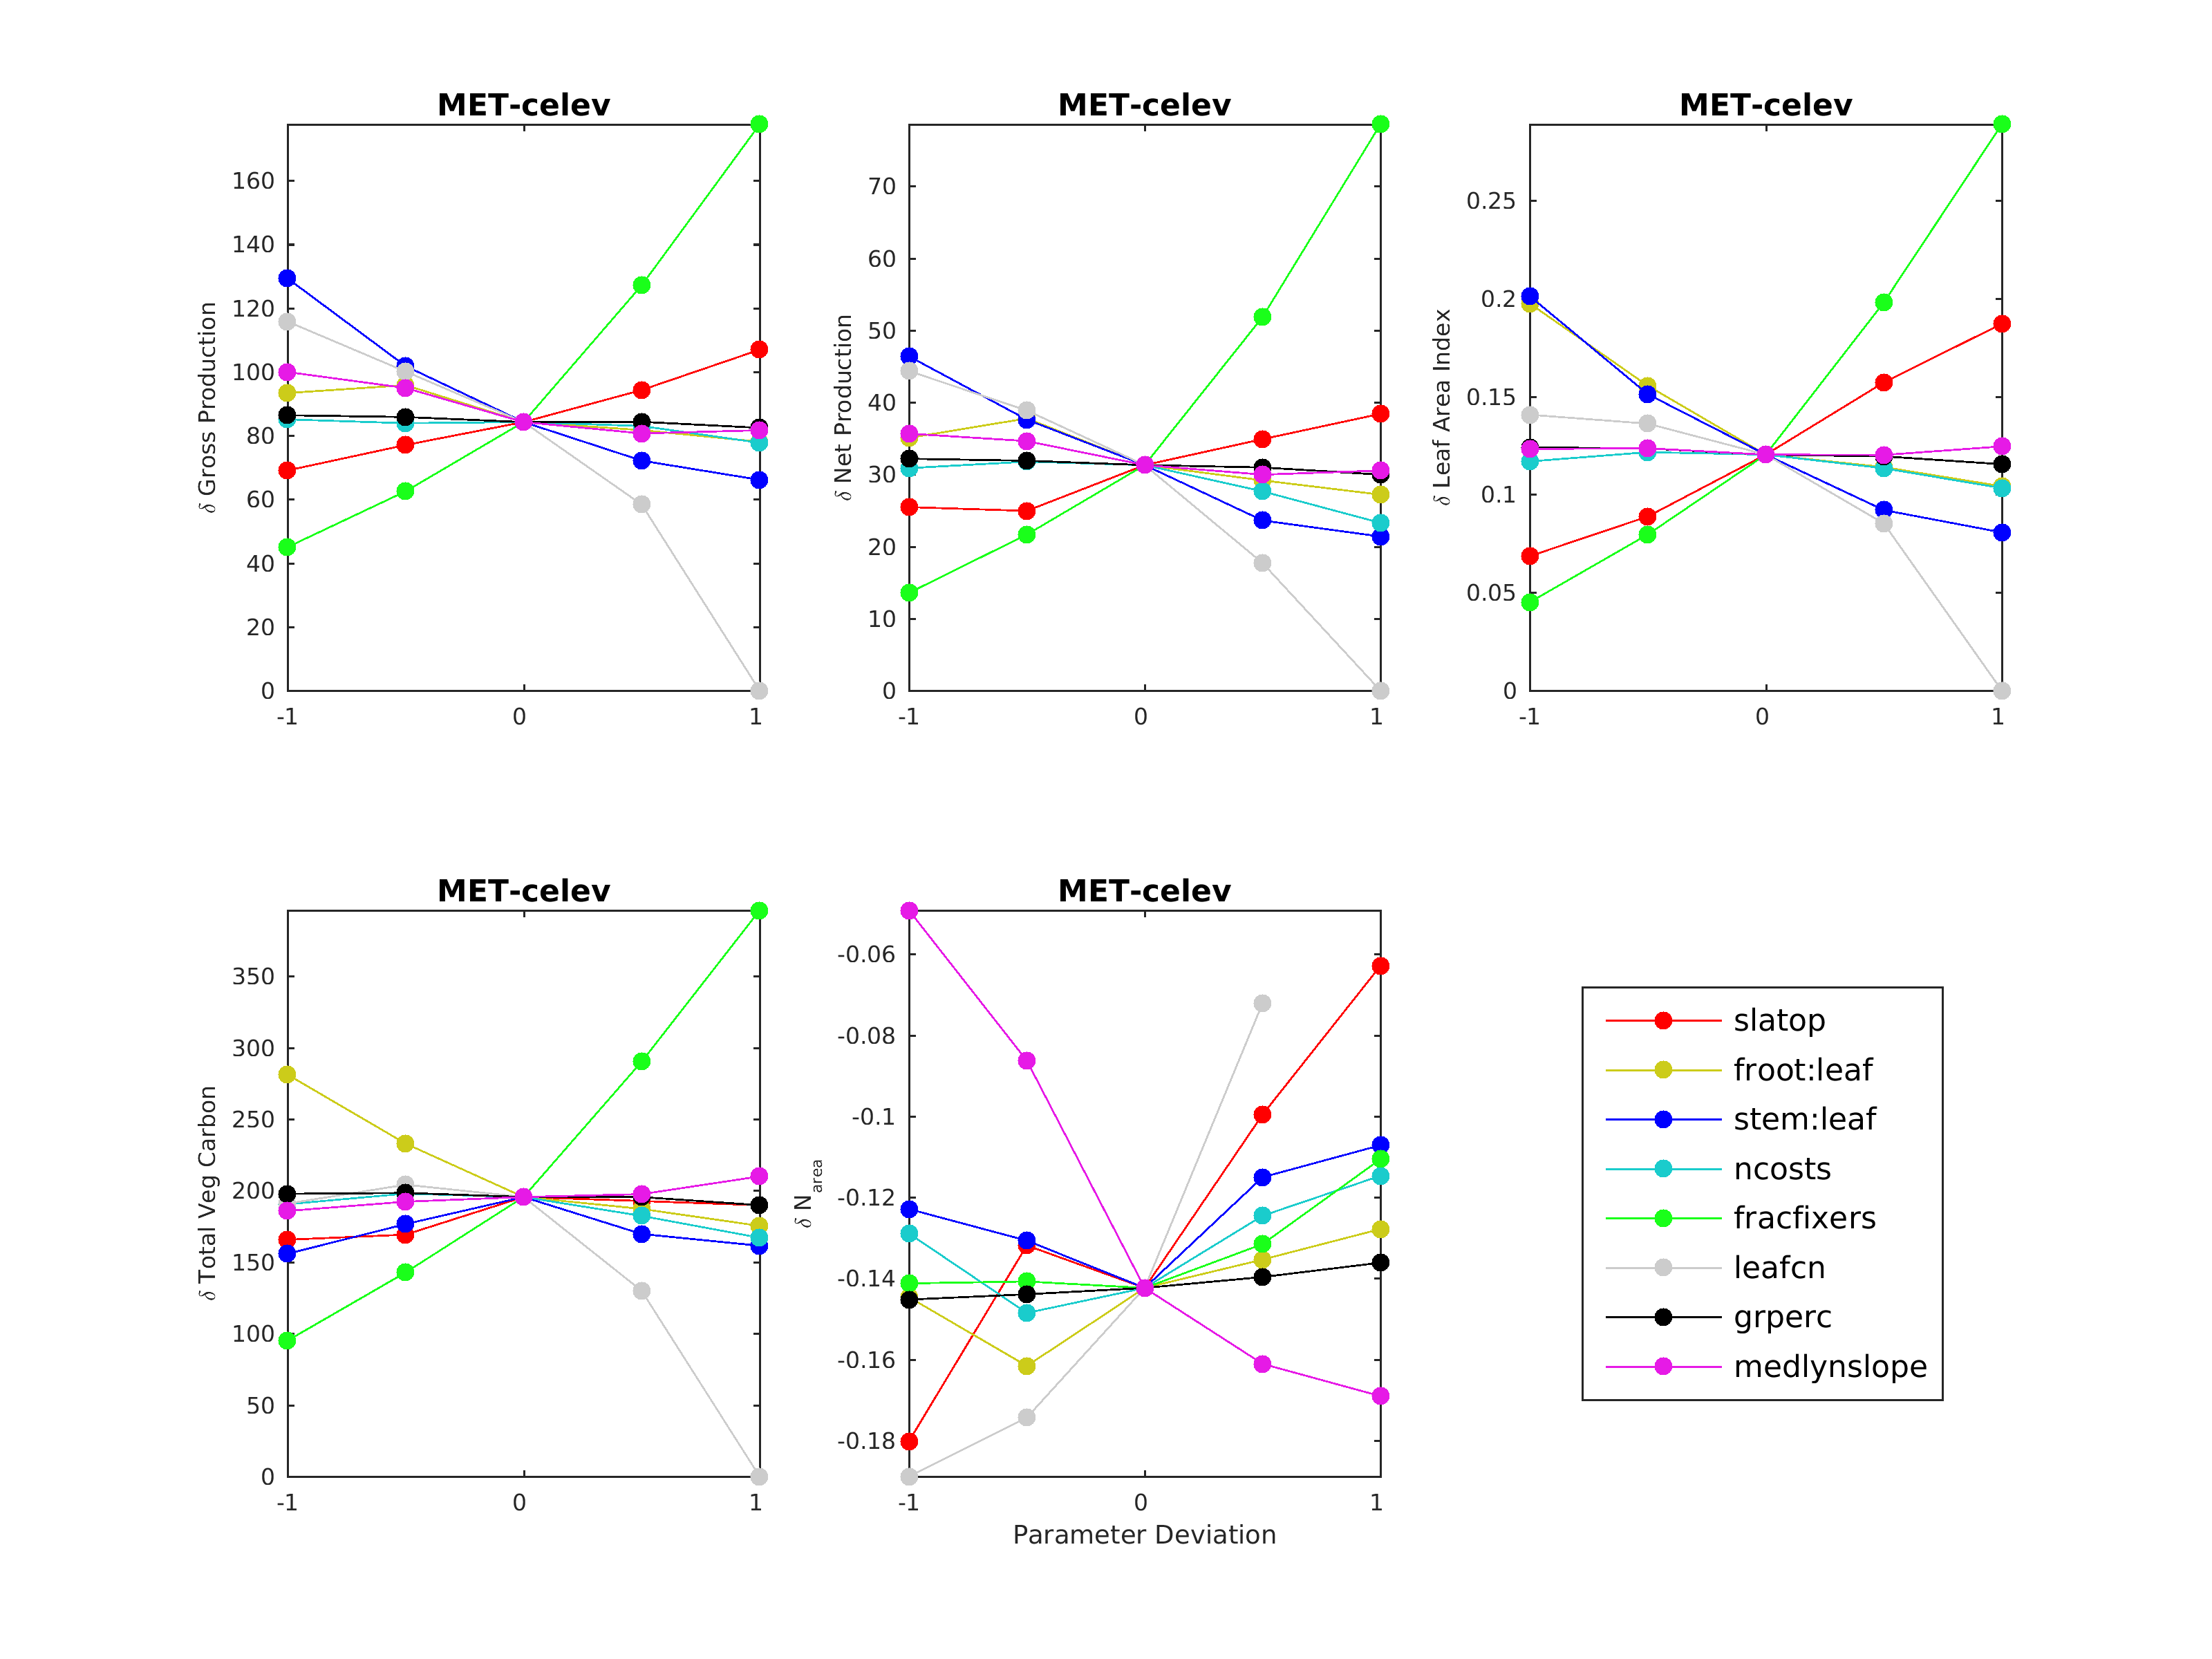 MET-celev
δ Gross Production
160
140
120
100
80
60
40
20
0
-1 0 1
MET-celev
δ Net Production
70
60
50
40
30
20
10
0
-1 0 1
MET-celev
δ Leaf Area Index
0.25
0.2
0.15
0.1
0.05
0
-1 0 1
MET-celev
δ Total Veg Carbon
350
300
250
200
150
100
50
0
-1 0 1
MET-celev
δ N area
-0.06
-0.08
-0.1
-0.12
-0.14
-0.16
-0.18
-1 0 1
Parameter Deviation
slatop
froot:leaf
stem:leaf
ncosts
fracfixers
leafcn
grperc
medlynslope